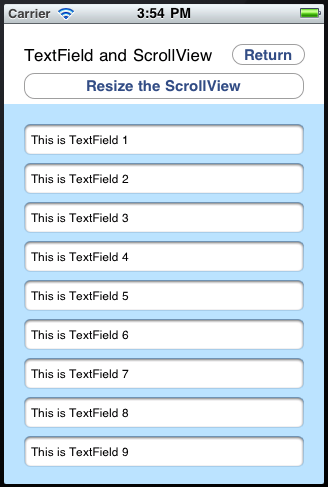 Carrier 3:54 PM
TextField and ScrollView Return
Resize the ScrollView
This is TextField 1
This is TextField 2
This is TextField 3
This is TextField 4
This is TextField 5
This is TextField 6
This is TextField 7
This is TextField 8
This is TextField 9